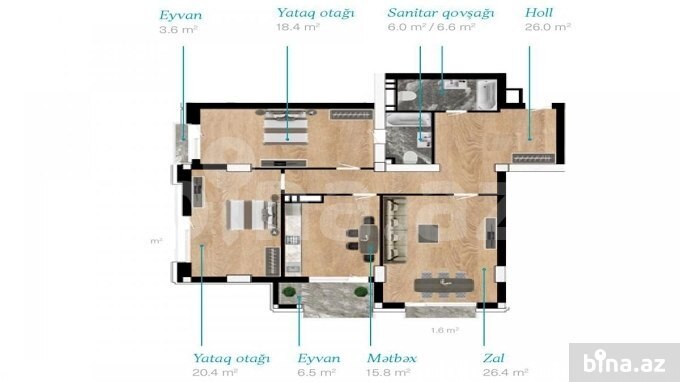 Eyvan
3.6 m²
Yataq otağı
18.4 m²
Sanitar qovşağı
6.0 m² / 6.6 m²
Holl
26.0 m²
bina.az
m²
1.6 m²
Yataq otağı
20.4 m²
Eyvan
6.5 m²
Mətbəx
15.8 m²
Zal
26.4 m²
bina.az